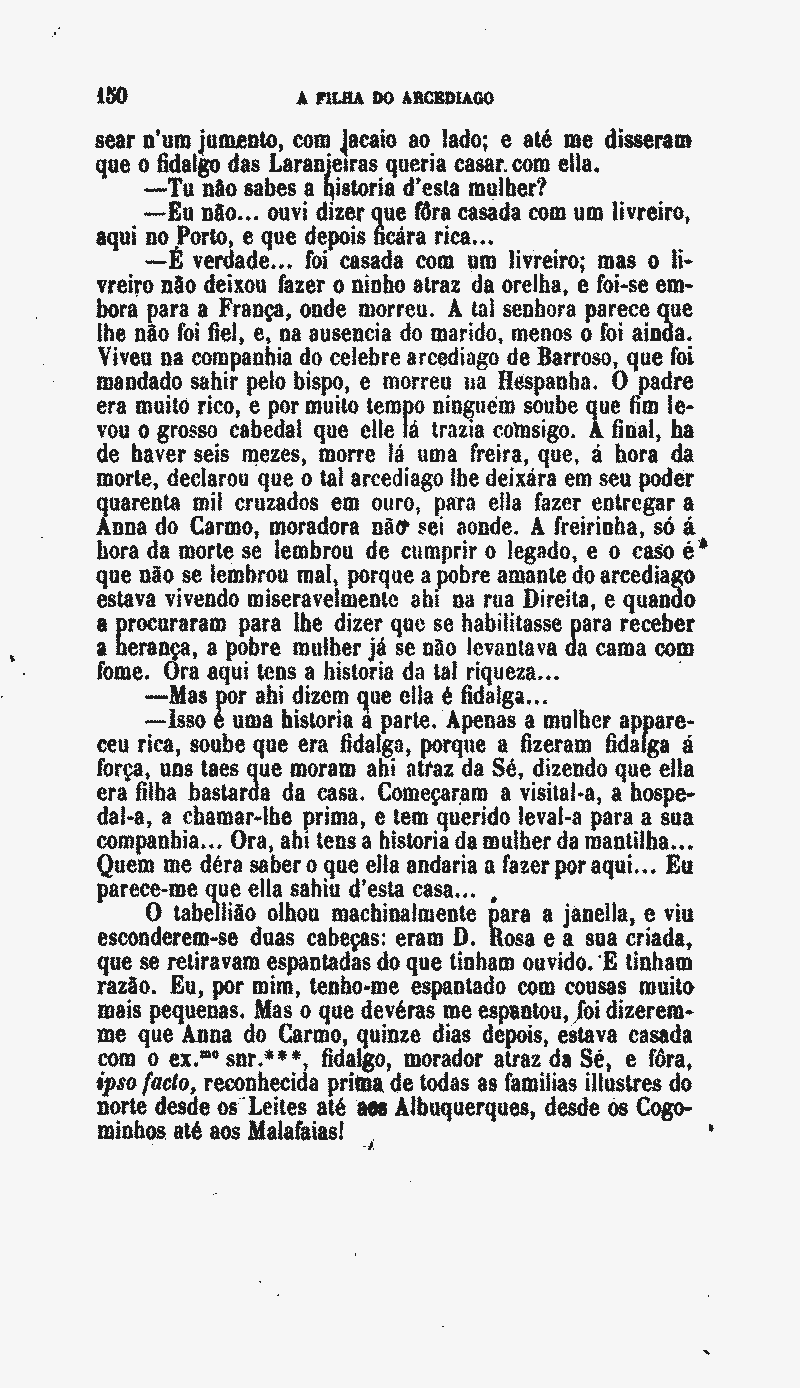 150 A FILHA DO ARCEDIAGO
sear n'um jumento, com lacaio ao lado; e até me disseram
que o fidalgo das Laranjeiras queria casar com ella.
—Tu não sabes a historia d'esta mulher?
—Eu não... ouvi dizer que fôra casada com um livreiro,
aqui no Porto, e que depois ficára rica...
—É verdade... foi casada com um livreiro; mas o li-
vreiro não deixou fazer o ninho atraz da orelha, e foi-se em-
bora para a França, onde morreu. A tal senhora parece que
lhe não foi fiel, e, na ausencia do marido, menos o foi ainda.
Viveu na companhia do celebre arcediago de Barroso, que foi
mandado sahir pelo bispo, e morreu na Hespanha. O padre
era muito rico, e por muito tempo ninguem soube que fim le-
vou o grosso cabedal que elle lá trazia comsigo. A final, ha
de haver seis mezes, morre lá uma freira, que, á hora da
morte, declarou que o tal arcediago lhe deixára em seu poder
quarenta mil cruzados em ouro, para ella fazer entregar a
Anna do Carmo, moradora não sei aonde. A freirinha, só á
hora da morte se lembrou de cumprir o legado, e o caso é
que não se lembrou mal, porque a pobre amante do arcediago
estava vivendo miseravelmente ahi na rua Direita, e quando
a procuraram para lhe dizer que se habilitasse para receber
a herança, a pobre mulher já se não levantava da cama com
fome. Ora aqui tens a historia da tal riqueza...
—Mas por ahi dizem que ella é fidalga...
—Isso é uma historia á parte. Apenas a mulher appare-
ceu rica, soube que era fidalga, porque a fizeram fidalga á
força, uns taes que moram ahi atraz da Sé, dizendo que ella
era filha bastarda da casa. Começaram a visital-a, a hospe-
dal-a, a chamar-lhe prima, e tem querido leval-a para a sua
companhia... Ora, ahi tens a historia da mulher da mantilha...
Quem me déra saber o que ella andaria a fazer por aqui... Eu
parece-me que ella sahiu d'esta casa...
O tabellião olhou machinalmente para a janella, e viu
esconderem-se duas cabeças: eram D. Rosa e a sua criada,
que se retiravam espantadas do que tinham ouvido. E tinham
razão. Eu, por mim, tenho-me espantado com cousas muito
mais pequenas. Mas o que devéras me espantou, foi dizerem-
me que Anna do Carmo, quinze dias depois, estava casada
com o ex.ᵐᵒ snr.***, fidalgo, morador atraz da Sé, e fôra,
ipso facto, reconhecida prima de todas as familias illustres do
norte desde os Leites até aos Albuquerques, desde os Cogo-
minhos até aos Malafaias!